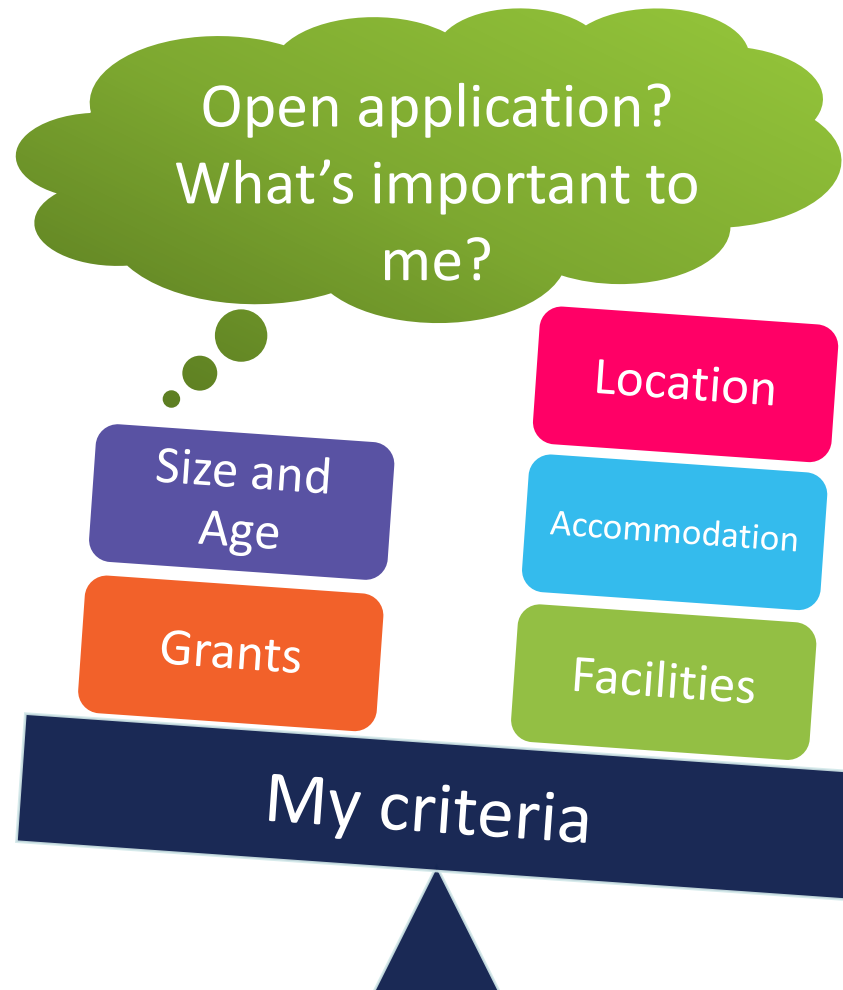 Open application?
What’s important to
me?
Location
Size and
Age
Accommodation
Grants
Facilities
My criteria